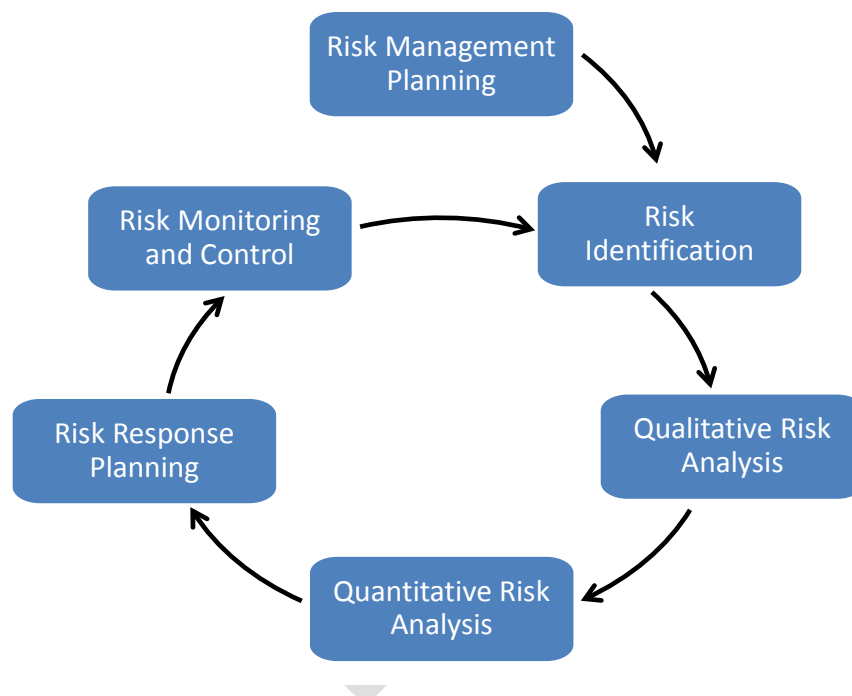 Risk Management
Planning
Risk
Identification
Qualitative Risk
Analysis
Quantitative Risk
Analysis
Risk Response
Planning
Risk Monitoring
and Control